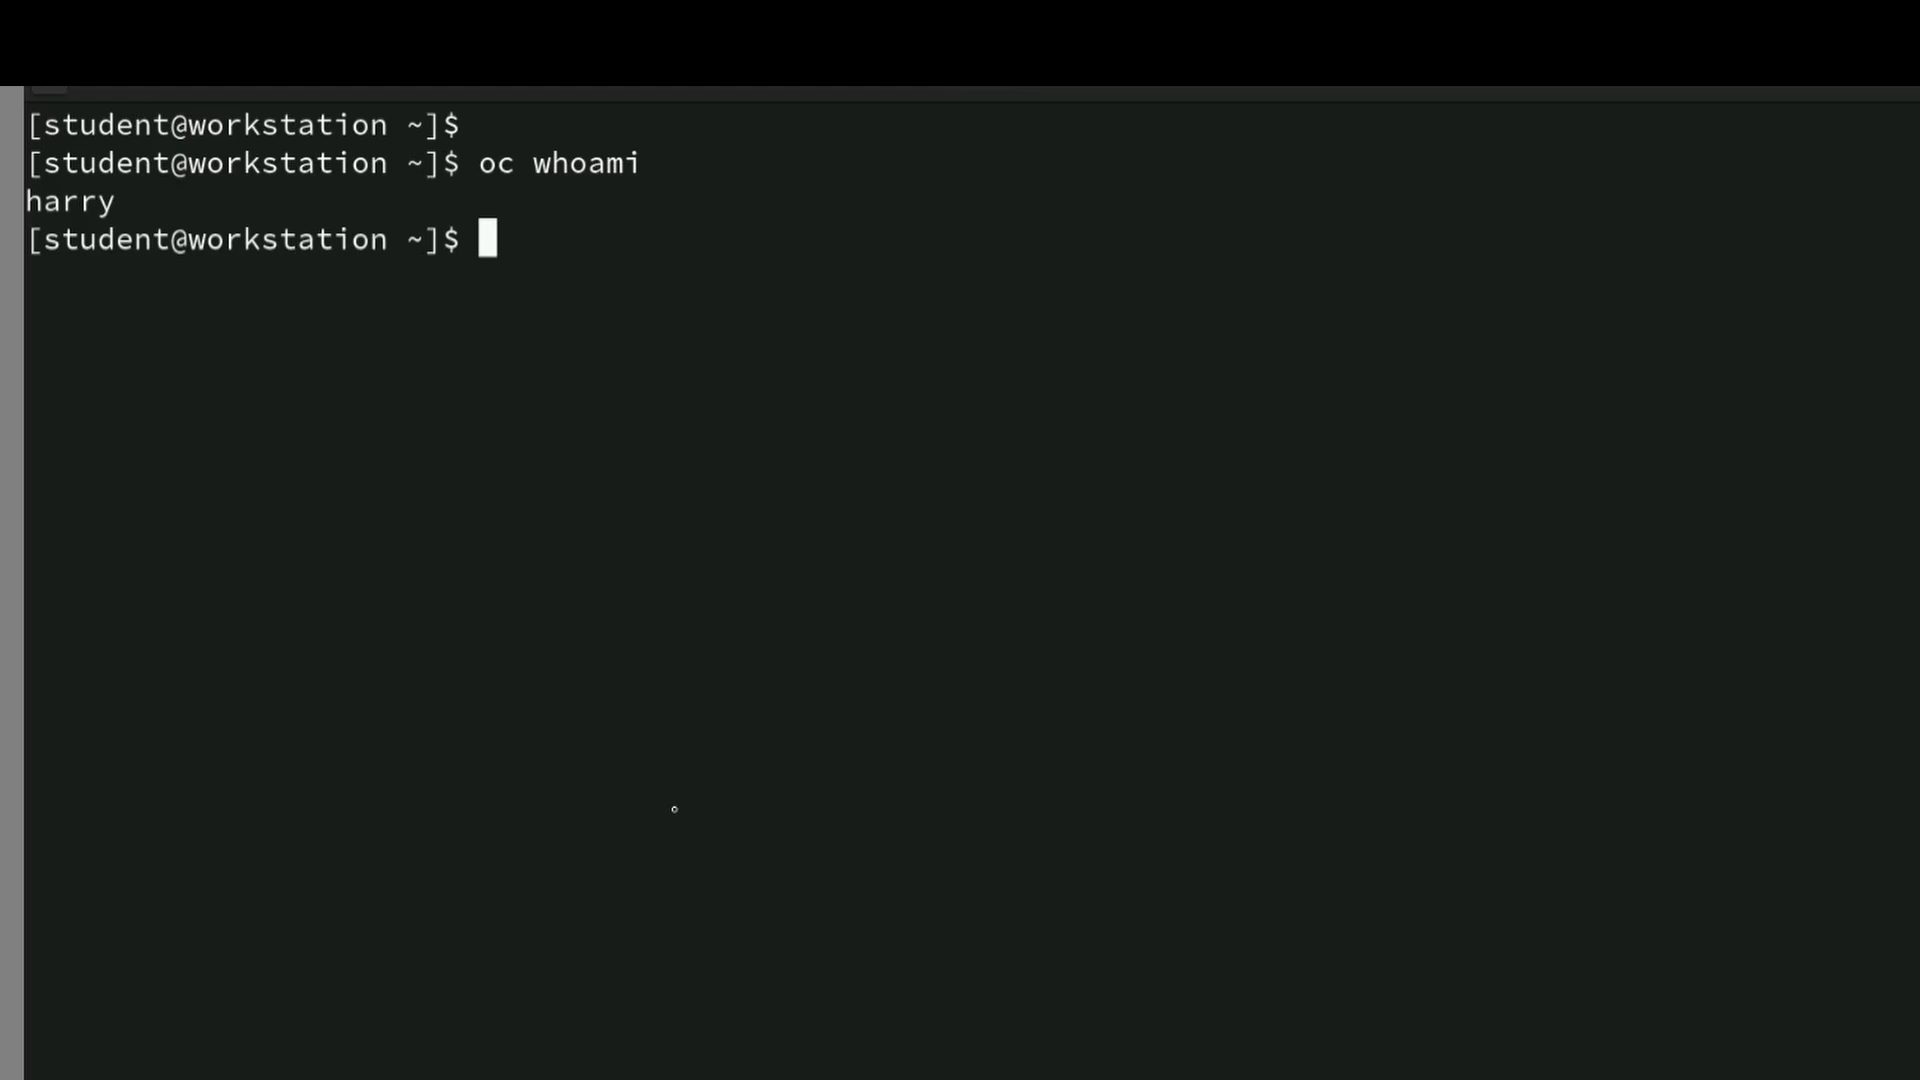 [student@workstation ~]$
[student@workstation ~]$ oc whoami
harry
[student@workstation ~]$